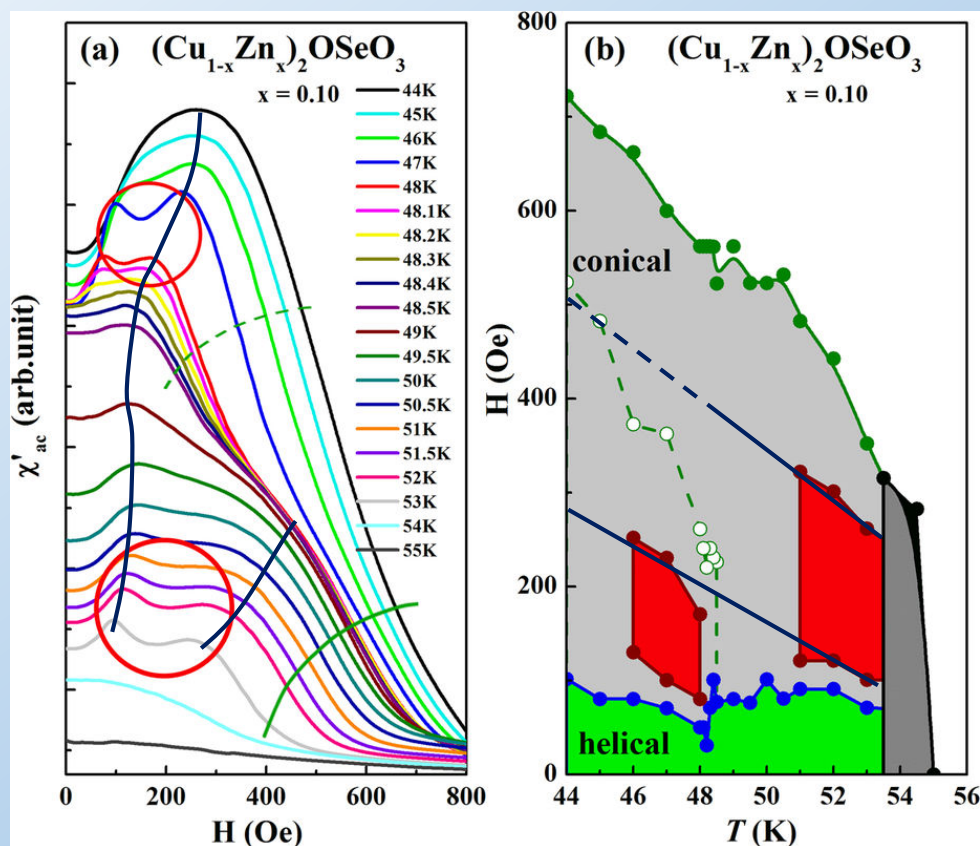 (a) (Cu1-xZnx)2OSeO3
x = 0.10
44K
45K
46K
47K
48K
48.1K
48.2K
48.3K
48.4K
48.5K
49K
49.5K
50K
50.5K
51K
51.5K
52K
53K
54K
55K
χ'ac (arb.unit)
0 200 400 600 800
H (Oe)
(b) (Cu1-xZnx)2OSeO3
x = 0.10
800
600
400
200
0
H (Oe)
conical
helical
44 46 48 50 52 54 56
T (K)